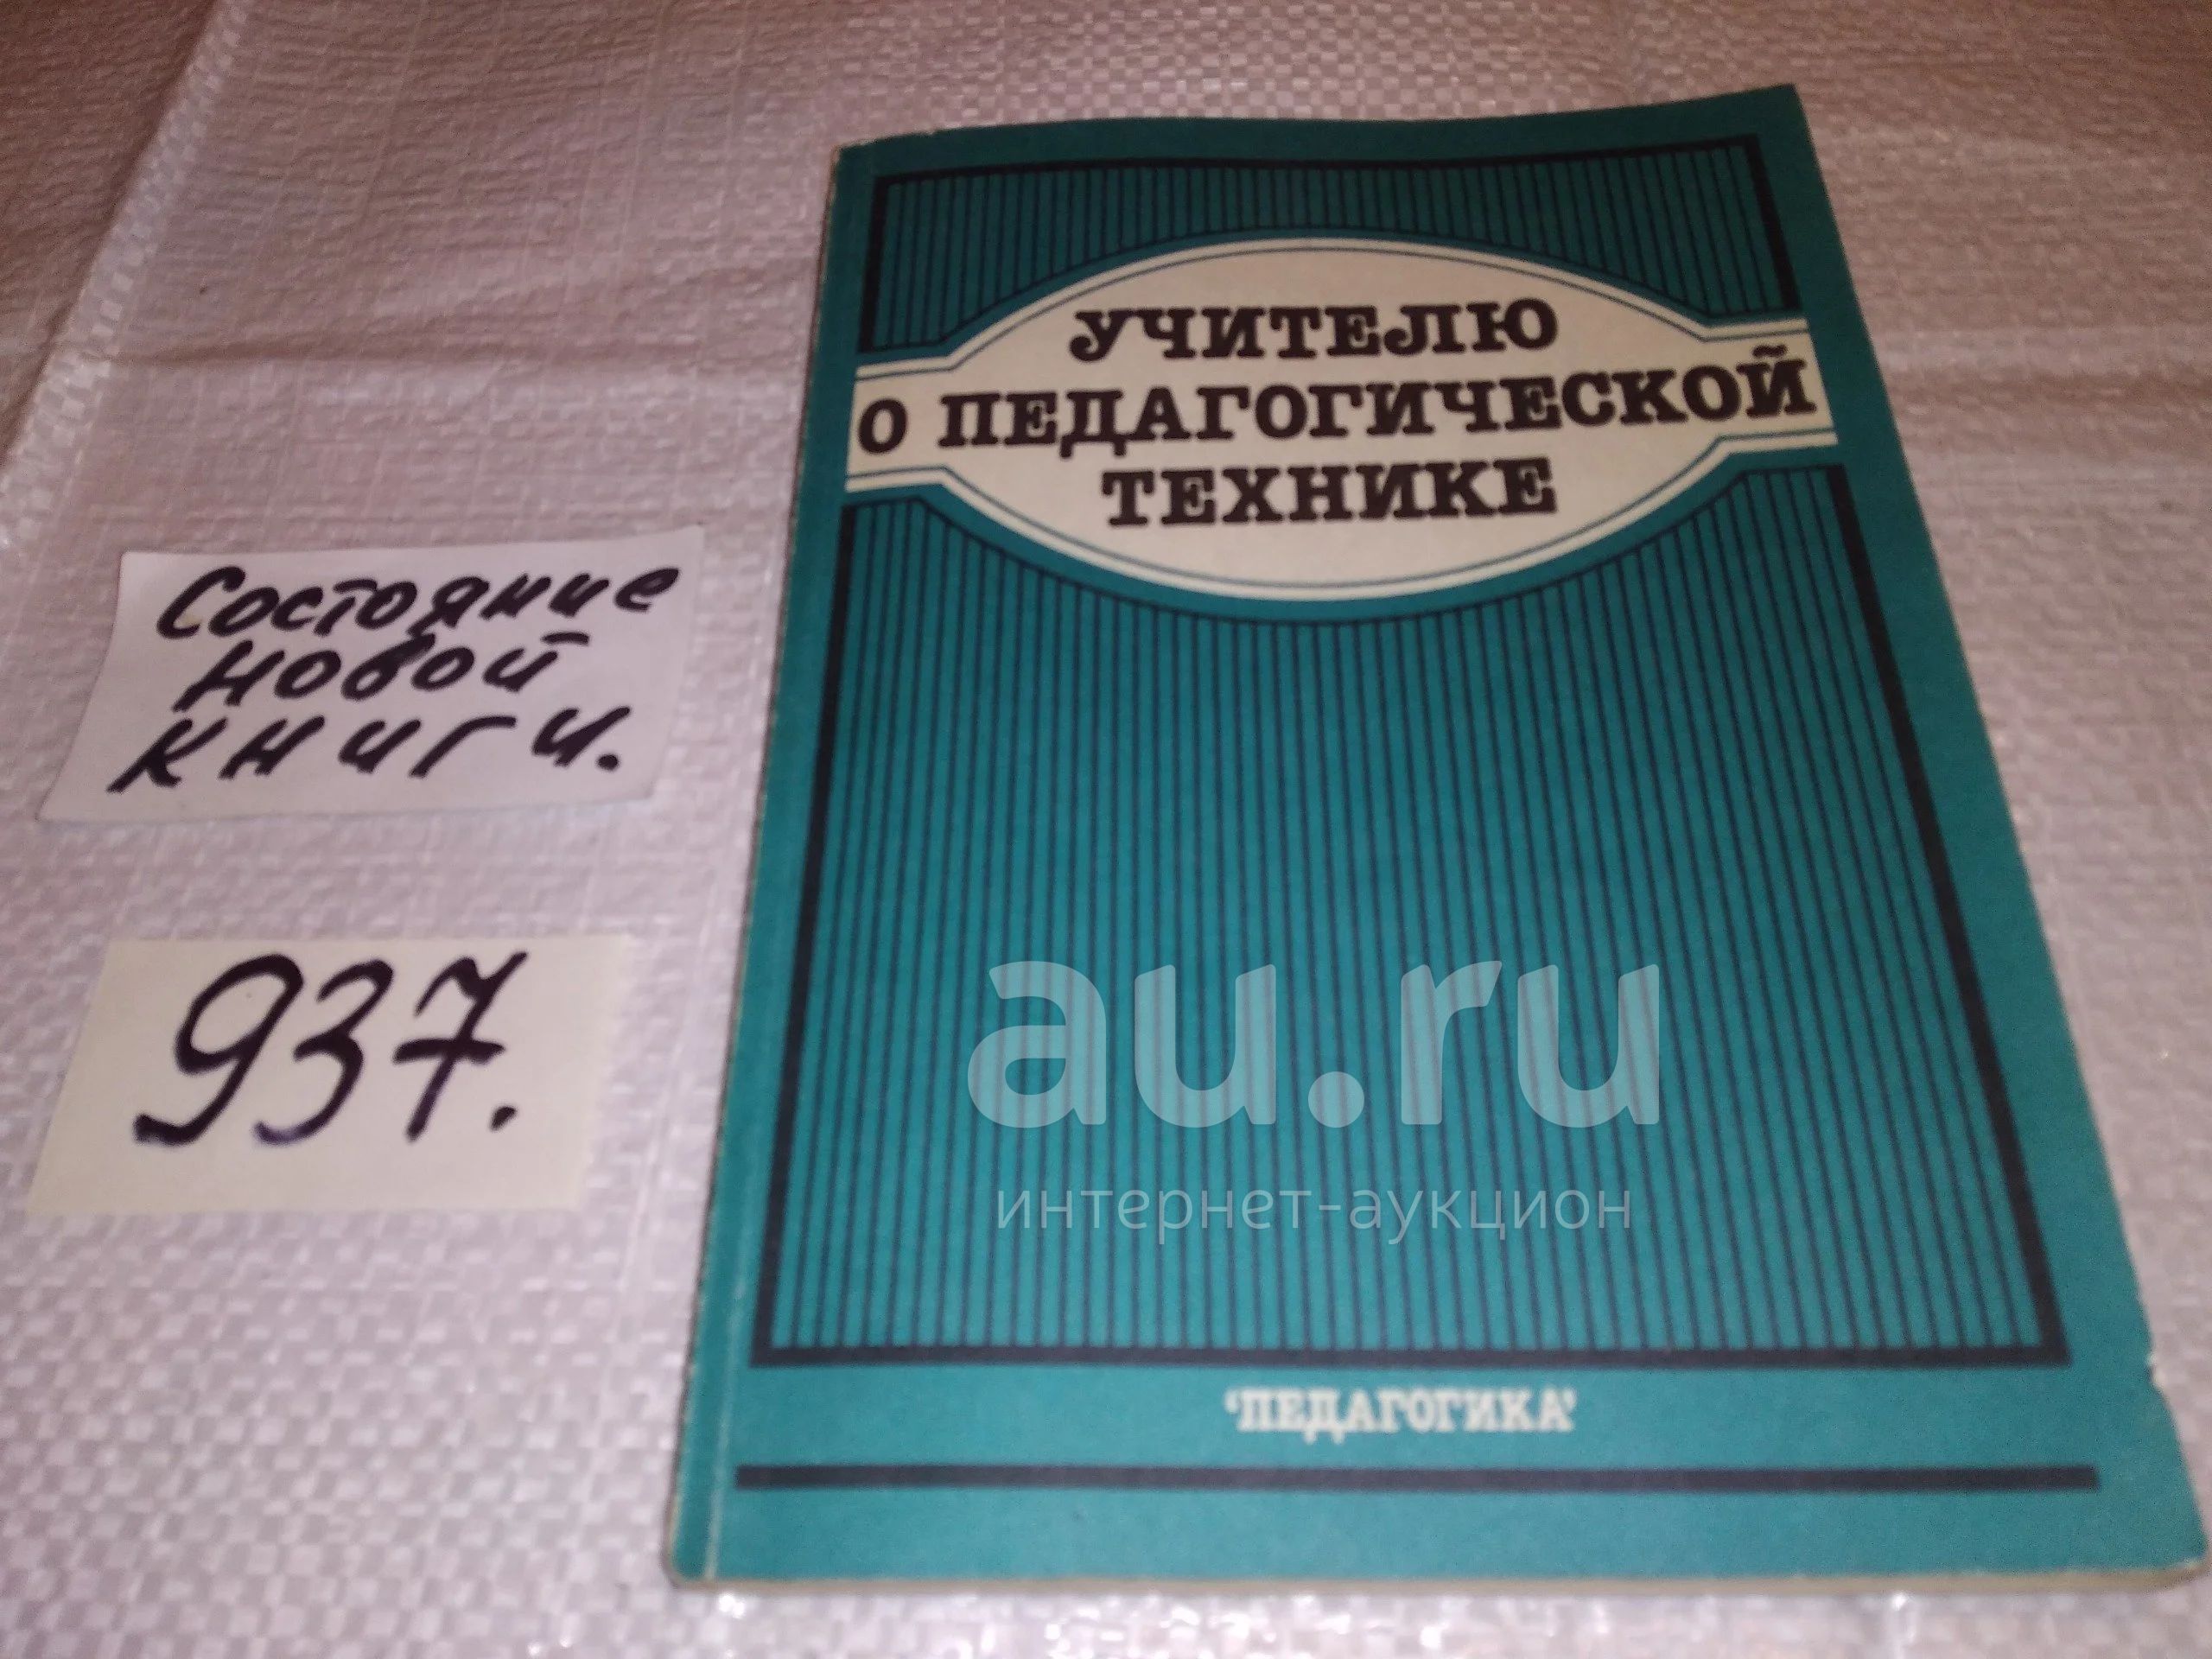 УЧИТЕЛЮ
О ПЕДАГОГИЧЕСКОЙ
ТЕХНИКЕ
Состояние
новой
книги.
937.
au.ru
интернет-аукцион
'ПЕДАГОГИКА'